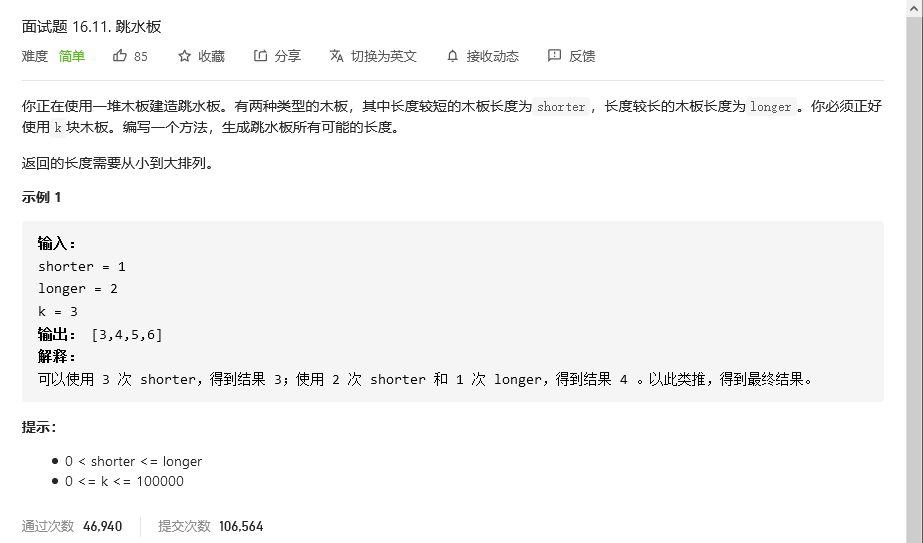 面试题 16.11. 跳水板
难度 简单 85 收藏 分享 切换为英文 接收动态 反馈
你正在使用一堆木板建造跳水板。有两种类型的木板，其中长度较短的木板长度为 shorter ，长度较长的木板长度为 longer 。你必须正好
使用 k 块木板。编写一个方法，生成跳水板所有可能的长度。
返回的长度需要从小到大排列。
示例 1
输入：
shorter = 1
longer = 2
k = 3
输出： [3,4,5,6]
解释：
可以使用 3 次 shorter，得到结果 3；使用 2 次 shorter 和 1 次 longer，得到结果 4 。以此类推，得到最终结果。
提示：
• 0 < shorter <= longer
• 0 <= k <= 100000
通过次数 46,940 提交次数 106,564